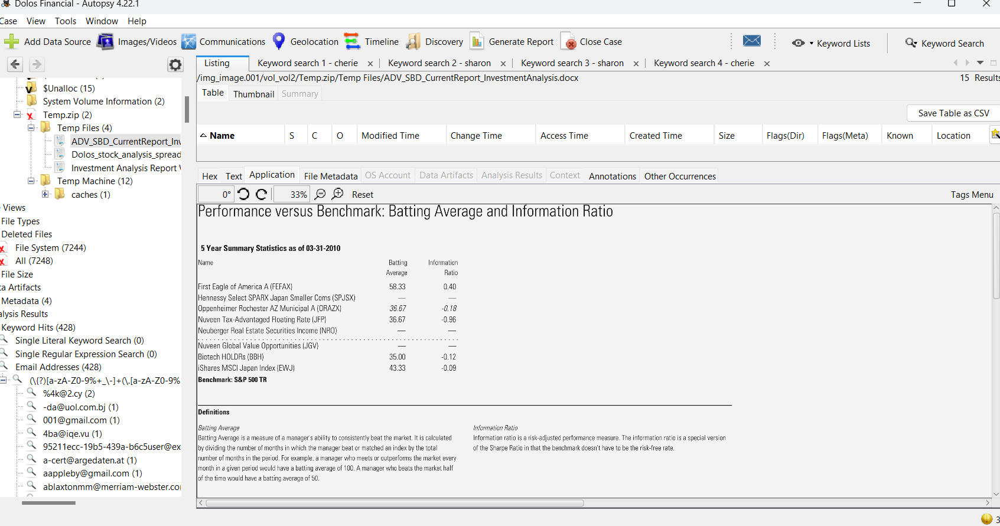 Dolos Financial - Autopsy 4.22.1
Case View Tools Window Help
Add Data Source Images/Videos Communications Geolocation Timeline Discovery Generate Report Close Case Keyword Lists Keyword Search
Listing Keyword search 1 - cherie Keyword search 2 - sharon Keyword search 3 - sharon Keyword search 4 - cherie
/img_image.001/vol_vol2/Temp.zip/Temp Files/ADV_SBD_CurrentReport_InvestmentAnalysis.docx
15 Results
Table Thumbnail Summary
Save Table as CSV
Name S C O Modified Time Change Time Access Time Created Time Size Flags(Dir) Flags(Meta) Known Location
$Unalloc (15)
System Volume Information (2)
Temp.zip (2)
Temp Files (4)
ADV_SBD_CurrentReport_Inv
Dolos_stock_analysis_spread
Investment Analysis Report
Temp Machine (12)
caches (1)
Views
File Types
Deleted Files
File System (7244)
All (7248)
File Size
ta Artifacts
Metadata (4)
alysis Results
Keyword Hits (428)
Single Literal Keyword Search (0)
Single Regular Expression Search (0)
Email Addresses (428)
(\{?)[a-zA-Z0-9%+_\-]+(\.[a-zA-Z0-9%
%4k@2.cy (2)
-da@uol.com.bj (1)
001@gmail.com (1)
4ba@iqe.vu (1)
95211ecc-19b5-439a-b6c5user@ex
a-cert@argedaten.at (1)
aappleby@gmail.com (1)
ablaxtonmm@merriam-webster.co
Hex Text Application File Metadata OS Account Data Artifacts Analysis Results Context Annotations Other Occurrences
0° 33% Reset Tags Menu
Performance versus Benchmark: Batting Average and Information Ratio
5 Year Summary Statistics as of 03-31-2010
Name Batting Information
Average Ratio
First Eagle of America A (FEFAX) 58.33 0.40
Hennessy Select SPARX Japan Smaller Coms (SPJSX) — —
Oppenheimer Rochester AZ Municipal A (ORAZX) 36.67 -0.18
Nuveen Tax-Advantaged Floating Rate (JFP) 36.67 -0.96
Neuberger Real Estate Securities Income (NRO) — —
Nuveen Global Value Opportunities (JGV) — —
Biotech HOLDRs (BBH) 35.00 -0.12
iShares MSCI Japan Index (EWJ) 43.33 -0.09
Benchmark: S&P 500 TR
Definitions
Batting Average
Batting Average is a measure of a manager's ability to consistently beat the market. It is calculated
by dividing the number of months in which the manager beat or matched an index by the total
number of months in the period. For example, a manager who meets or outperforms the market every
month in a given period would have a batting average of 100. A manager who beats the market half
of the time would have a batting average of 50.
Information Ratio
Information ratio is a risk-adjusted performance measure. The information ratio is a special version
of the Sharpe Ratio in that the benchmark doesn't have to be the risk-free rate.
3